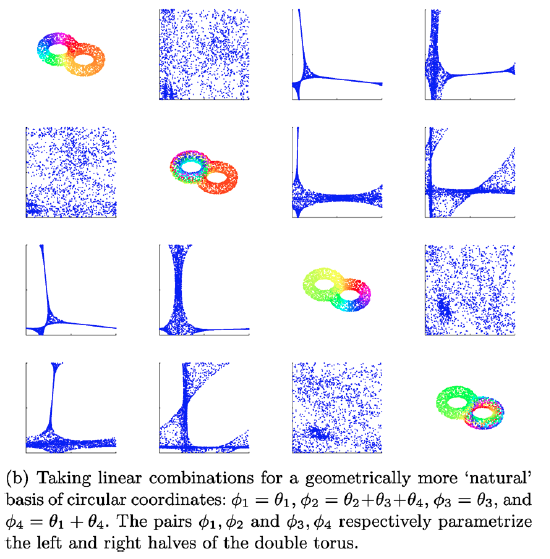 (b) Taking linear combinations for a geometrically more ‘natural’
basis of circular coordinates: ϕ₁ = θ₁, ϕ₂ = θ₂+θ₃+θ₄, ϕ₃ = θ₃, and
ϕ₄ = θ₁ + θ₄. The pairs ϕ₁, ϕ₂ and ϕ₃, ϕ₄ respectively parametrize
the left and right halves of the double torus.